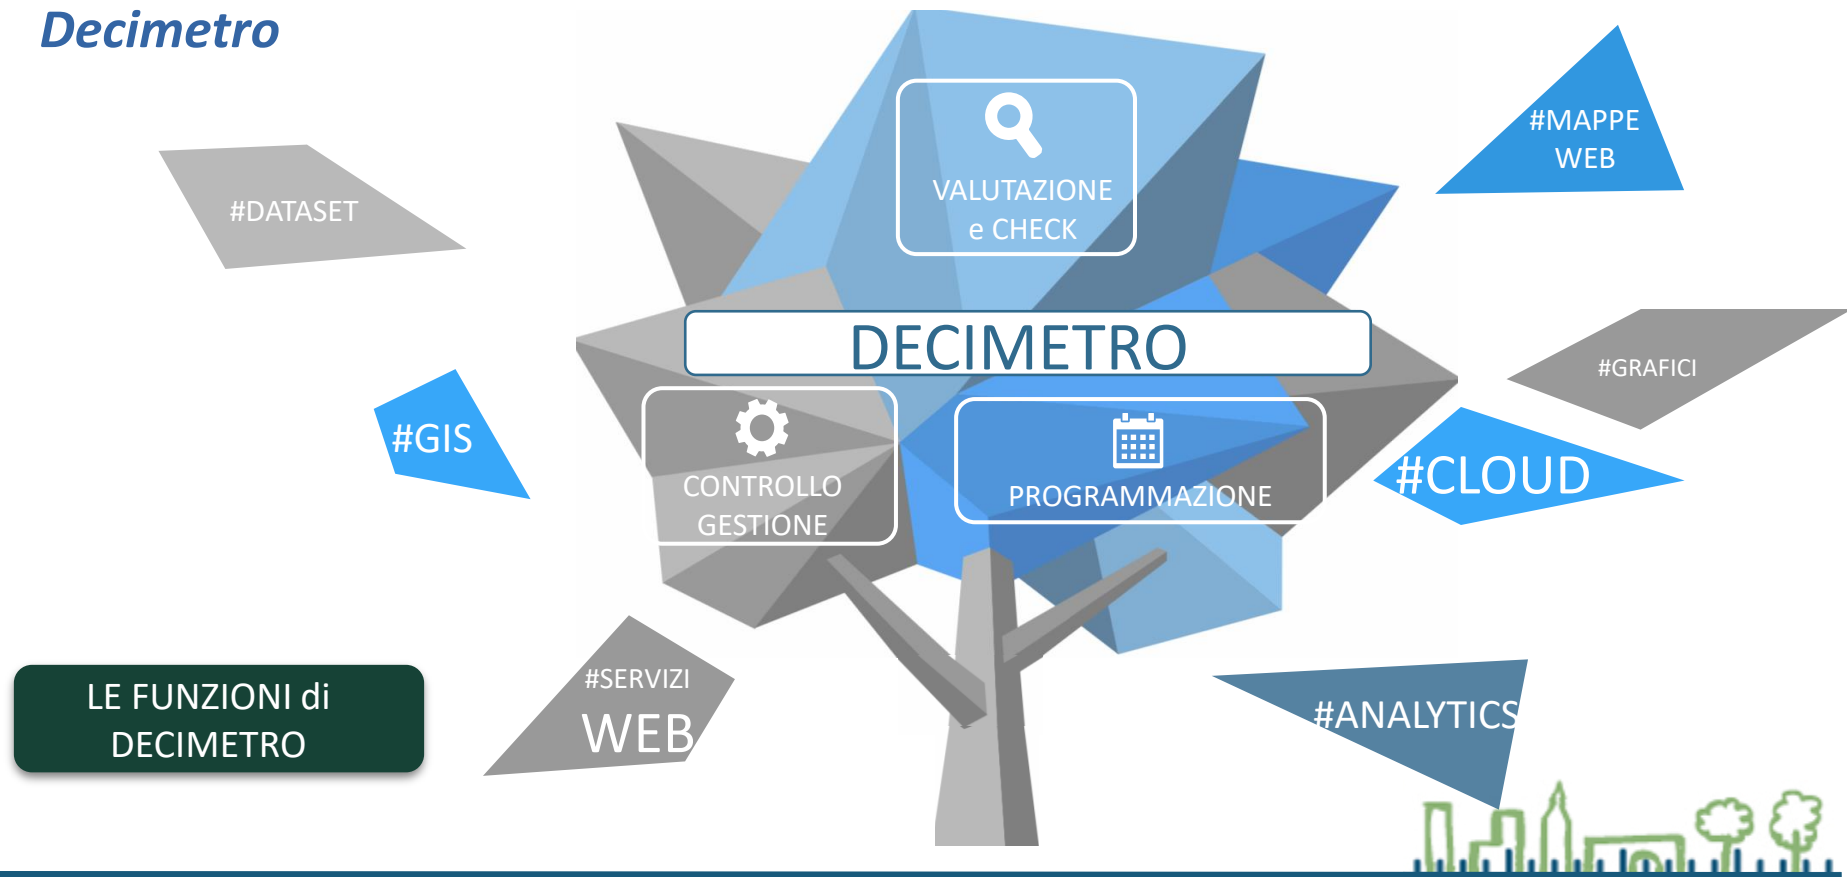 Decimetro
#DATASET
VALUTAZIONE
e CHECK
#MAPPE
WEB
DECIMETRO
#GRAFICI
#GIS
CONTROLLO
GESTIONE
PROGRAMMAZIONE
#CLOUD
LE FUNZIONI di
DECIMETRO
#SERVIZI
WEB
#ANALYTICS